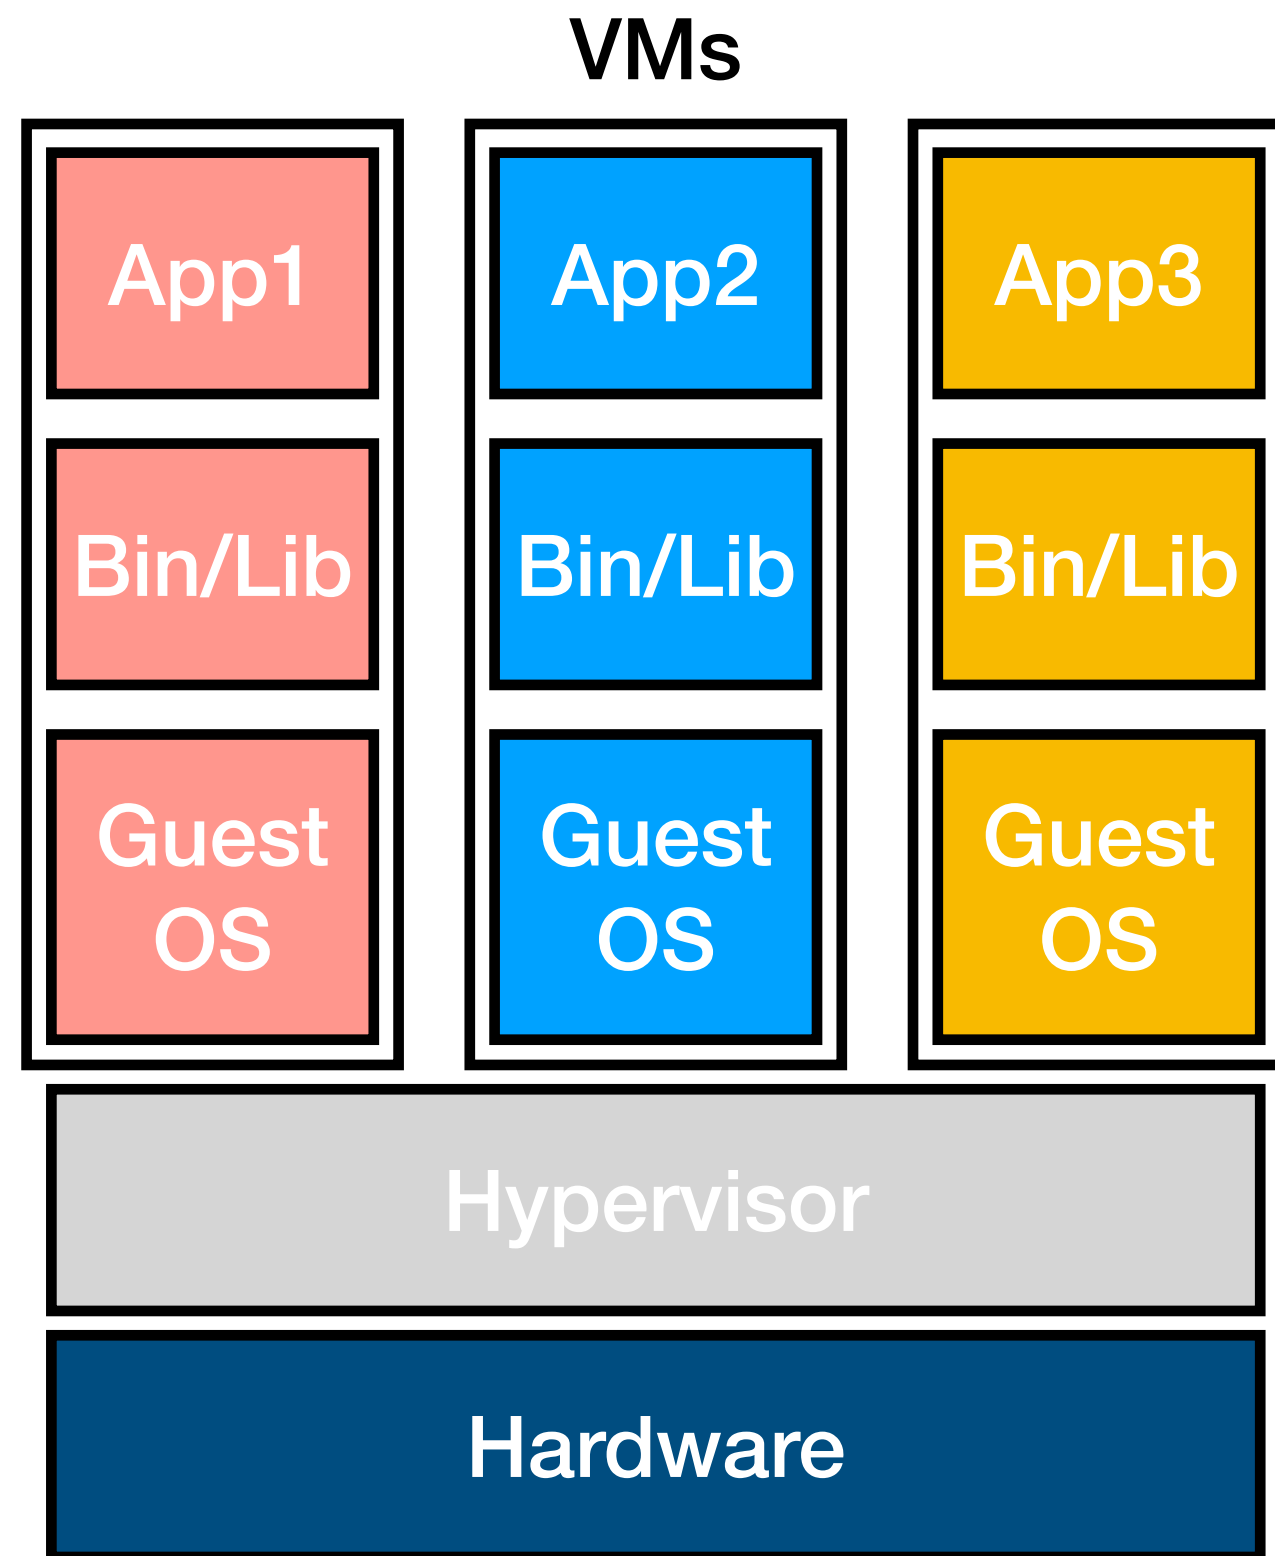 VMs
App1 App2 App3
Bin/Lib Bin/Lib Bin/Lib
Guest Guest Guest
OS OS OS
Hypervisor
Hardware